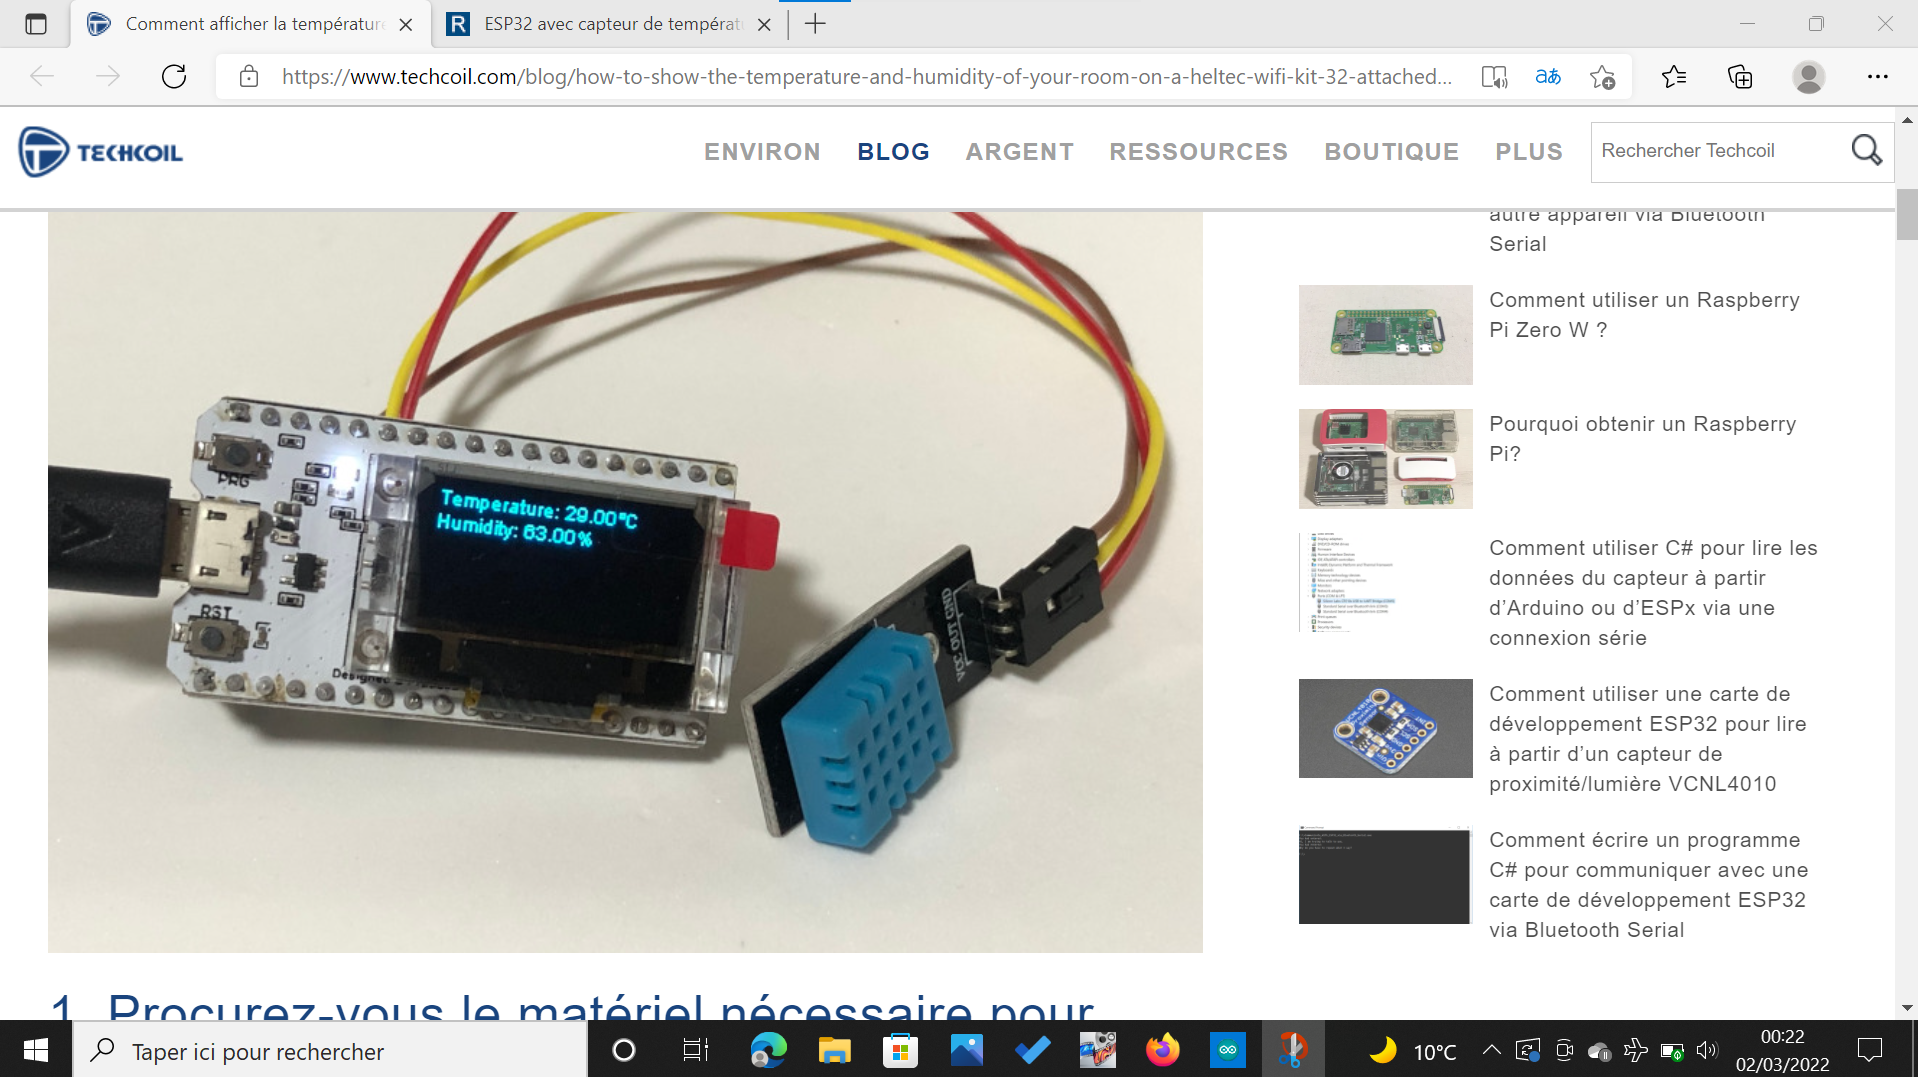 Comment afficher la température
ESP32 avec capteur de températ
https://www.techcoil.com/blog/how-to-show-the-temperature-and-humidity-of-your-room-on-a-heltec-wifi-kit-32-attached...
aあ
TECHCOIL
ENVIRON
BLOG
ARGENT
RESSOURCES
BOUTIQUE
PLUS
Rechercher Techcoil
PRG
Temperature: 29.00°C
Humidity: 63.00%
RST
Designed
VCC OUT GND
autre appareil via Bluetooth
Serial
Comment utiliser un Raspberry
Pi Zero W ?
Pourquoi obtenir un Raspberry
Pi?
Comment utiliser C# pour lire les
données du capteur à partir
d’Arduino ou d’ESPx via une
connexion série
Comment utiliser une carte de
développement ESP32 pour lire
à partir d’un capteur de
proximité/lumière VCNL4010
Comment écrire un programme
C# pour communiquer avec une
carte de développement ESP32
via Bluetooth Serial
1. Procurez-vous le matériel nécessaire pour
Taper ici pour rechercher
10°C
00:22
02/03/2022